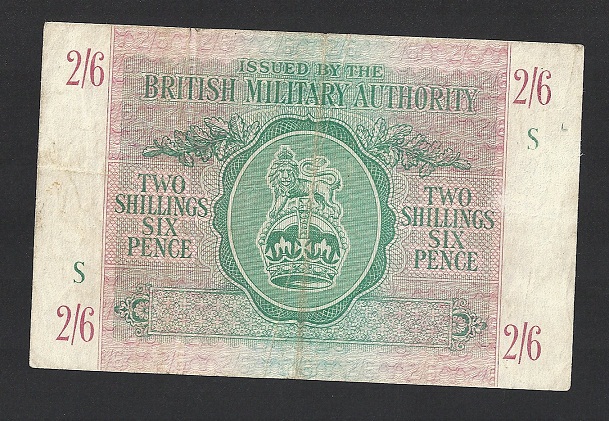 2/6
ISSUED BY THE
BRITISH MILITARY AUTHORITY
2/6
S
TWO
SHILLINGS
SIX
PENCE
TWO
SHILLINGS
SIX
PENCE
S
2/6
2/6